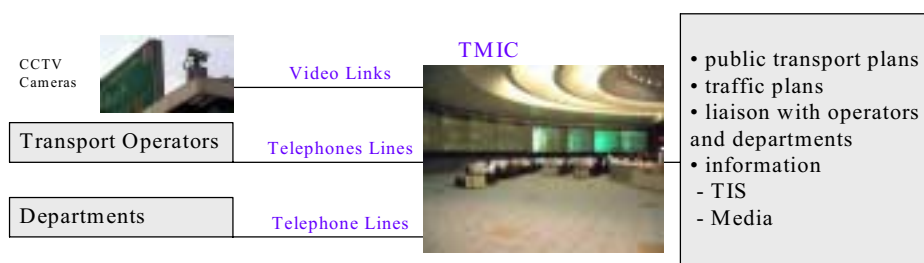 TMIC
CCTV
Cameras
Video Links
Transport Operators
Telephones Lines
Departments
Telephone Lines
• public transport plans
• traffic plans
• liaison with operators
and departments
• information
- TIS
- Media